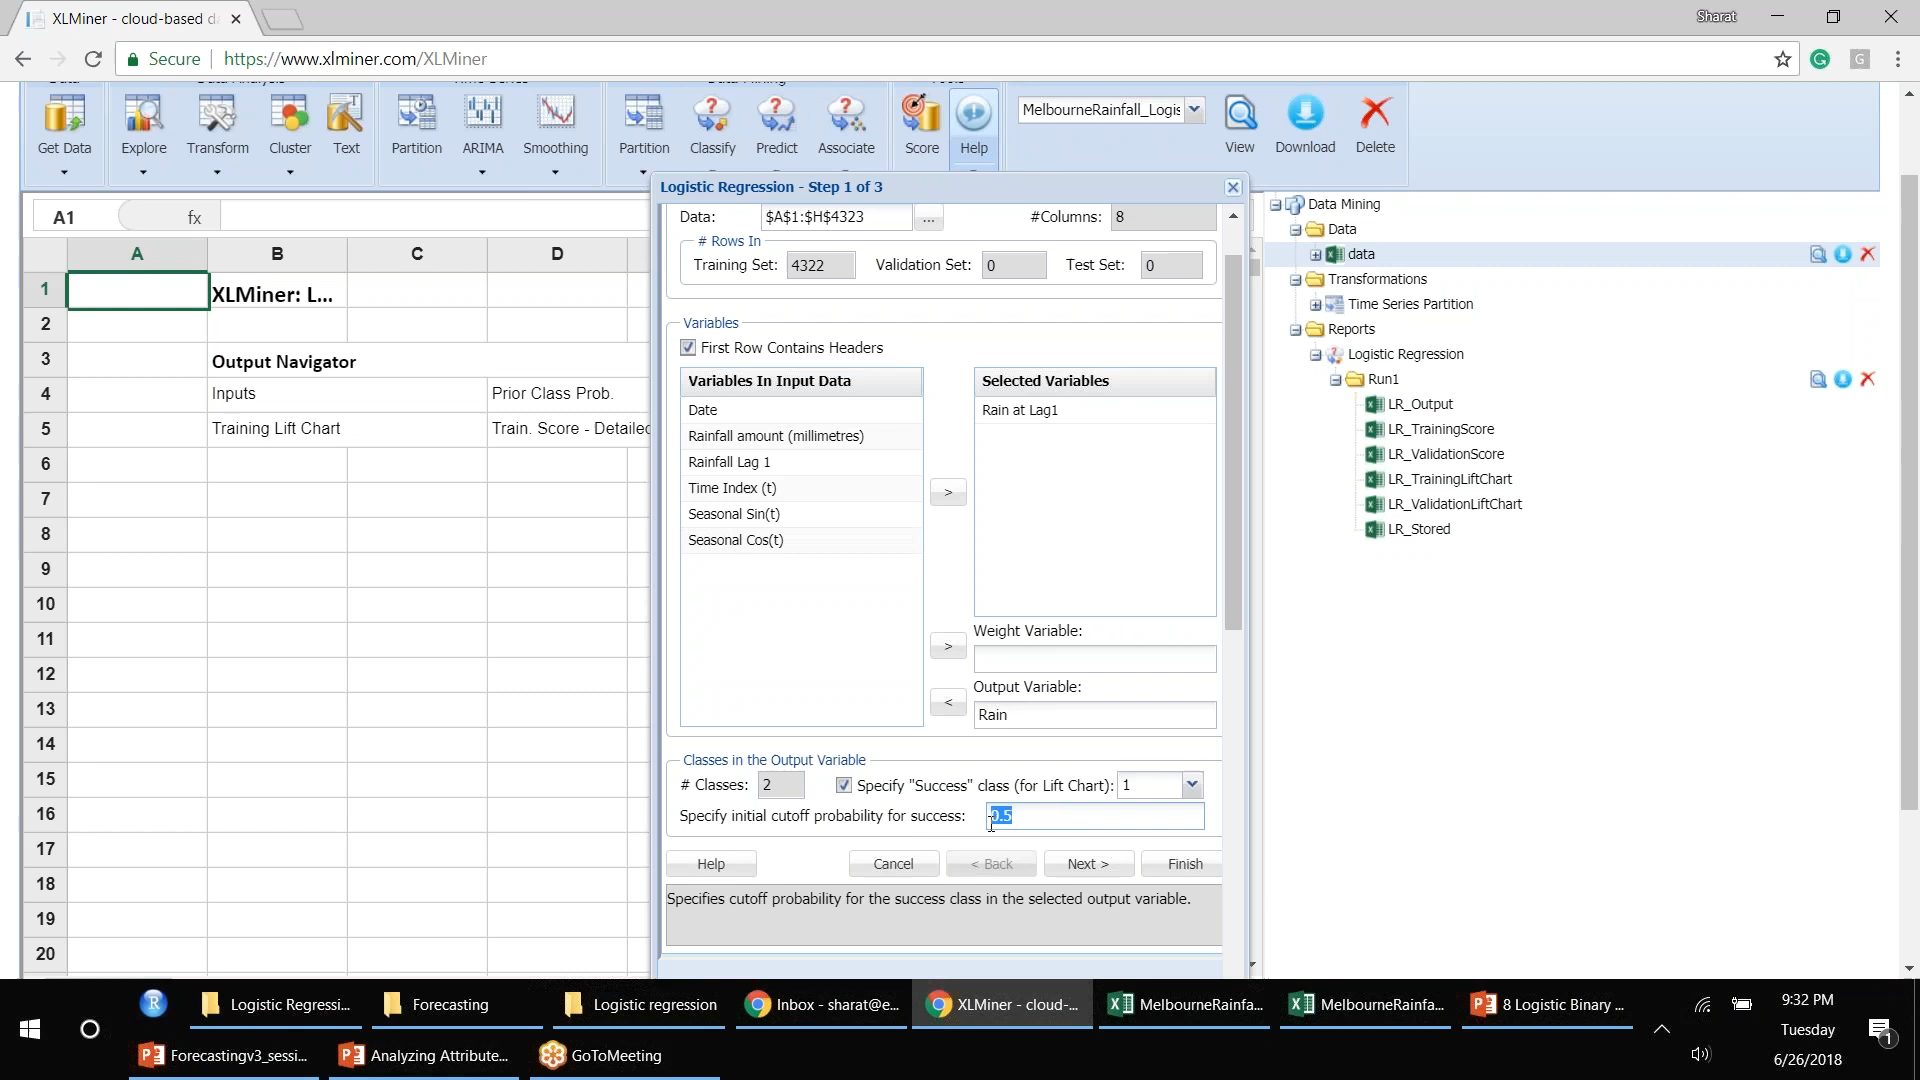 XLMiner - cloud-based d
Sharat
Secure
https://www.xlminer.com/XLMiner
Get Data
Explore
Transform
Cluster
Text
Partition
ARIMA
Smoothing
Partition
Classify
Predict
Associate
Score
Help
MelbourneRainfall_Logis
View
Download
Delete
A1
fx
A
B
C
D
1
XLMiner: L...
2
3
Output Navigator
4
Inputs
Prior Class Prob.
5
Training Lift Chart
Train. Score - Detailed
6
7
8
9
10
11
12
13
14
15
16
17
18
19
20
Logistic Regression - Step 1 of 3
Data:
$A$1:$H$4323
...
#Columns:
8
# Rows In
Training Set:
4322
Validation Set:
0
Test Set:
0
Variables
First Row Contains Headers
Variables In Input Data
Date
Rainfall amount (millimetres)
Rainfall Lag 1
Time Index (t)
Seasonal Sin(t)
Seasonal Cos(t)
>
Selected Variables
Rain at Lag1
>
Weight Variable:
<
Output Variable:
Rain
Classes in the Output Variable
# Classes:
2
Specify "Success" class (for Lift Chart):
1
Specify initial cutoff probability for success:
0.5
Help
Cancel
< Back
Next >
Finish
Specifies cutoff probability for the success class in the selected output variable.
Data Mining
Data
data
Transformations
Time Series Partition
Reports
Logistic Regression
Run1
LR_Output
LR_TrainingScore
LR_ValidationScore
LR_TrainingLiftChart
LR_ValidationLiftChart
LR_Stored
R
Logistic Regressi...
Forecasting
Logistic regression
Inbox - sharat@e...
XLMiner - cloud-...
MelbourneRainfa...
MelbourneRainfa...
8 Logistic Binary ...
Forecastingv3_sessi...
Analyzing Attribute...
GoToMeeting
9:32 PM
Tuesday
6/26/2018
1